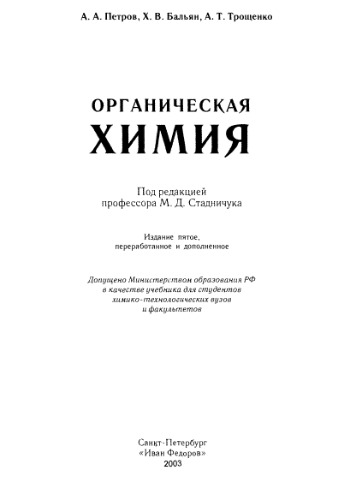 А. А. Петров, Х. В. Бальян, А. Т. Трощенко
ОРГАНИЧЕСКАЯ
ХИМИЯ
Под редакцией
профессора М. Д. Стадничука
Издание пятое,
переработанное и дополненное
Допущено Министерством образования РФ
в качестве учебника для студентов
химико-технологических вузов
и факультетов
Санкт-Петербург
«Иван Федоров»
2003